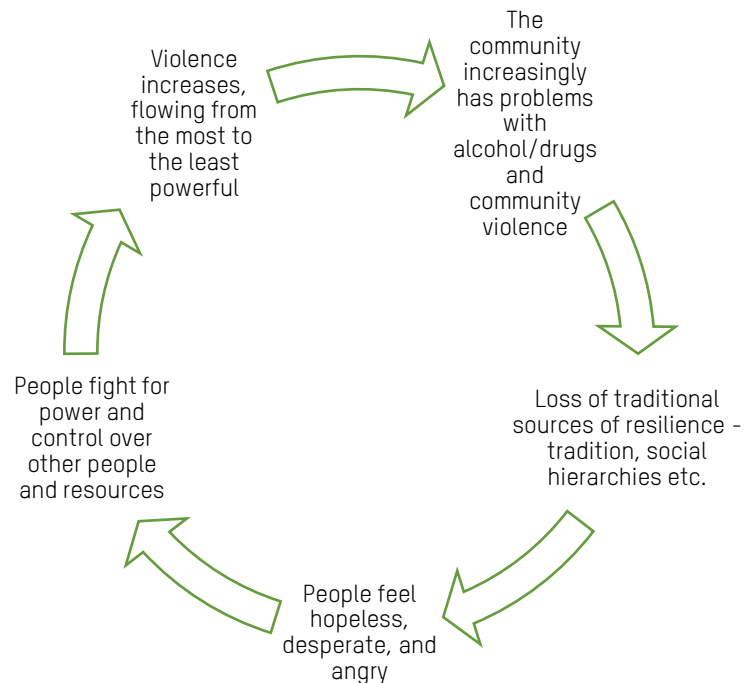 Violence
increases,
flowing from
the most to
the least
powerful
The
community
increasingly
has problems
with
alcohol/drugs
and
community
violence
Loss of traditional
sources of resilience -
tradition, social
hierarchies etc.
People feel
hopeless,
desperate, and
angry
People fight for
power and
control over
other people
and resources